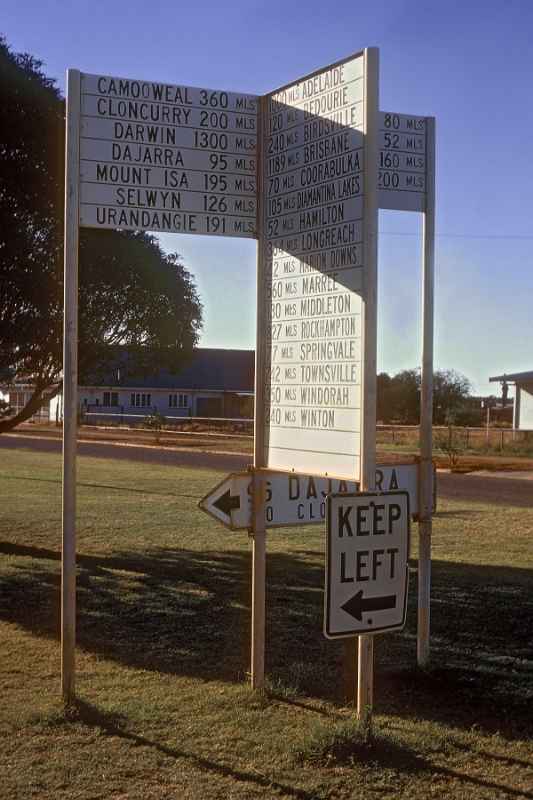 CAMOOWEAL 360 MLS
CLONCURRY 200 MLS
DARWIN 1300 MLS
DAJARRA 95 MLS
MOUNT ISA 195 MLS
SELWYN 126 MLS
URANDANGIE 191 MLS
MLS ADELAIDE
MLS BEDOURIE
240 MLS BIRDSVILLE
1189 MLS BRISBANE
70 MLS COORABULKA
105 MLS DIAMANTINA LAKES
52 MLS HAMILTON
MLS LONGREACH
MLS MARION DOWNS
MLS MARREE
MLS MIDDLETON
MLS ROCKHAMPTON
MLS SPRINGVALE
MLS TOWNSVILLE
MLS WINDORAH
MLS WINTON
80 MLS
52 MLS
160 MLS
200 MLS
DAJARRA
KEEP
LEFT